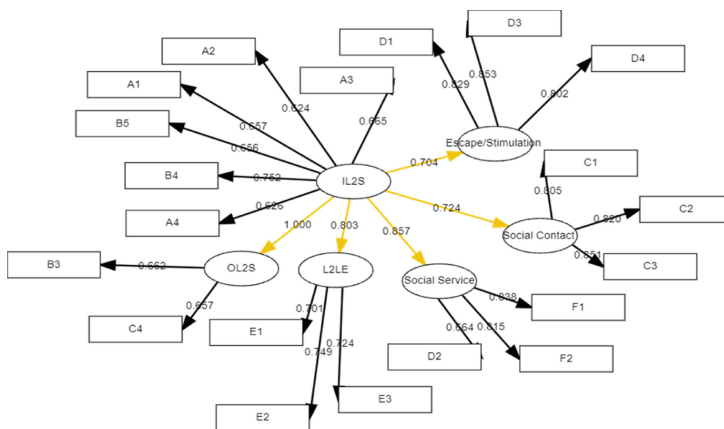 D3
A2
D1
D4
A3
A1
0.853
0.829
0.802
0.624
B5
0.657
0.665
0.656
Escape/Stimulation
C1
B4
0.752
IL2S
0.704
0.805
0.626
0.724
C2
A4
0.820
1.000
0.803
0.857
Social Contact
B3
0.662
0.851
C3
OL2S
L2LE
Social Service
0.657
0.701
0.838
F1
C4
E1
0.664
0.815
0.724
0.749
D2
F2
E3
E2